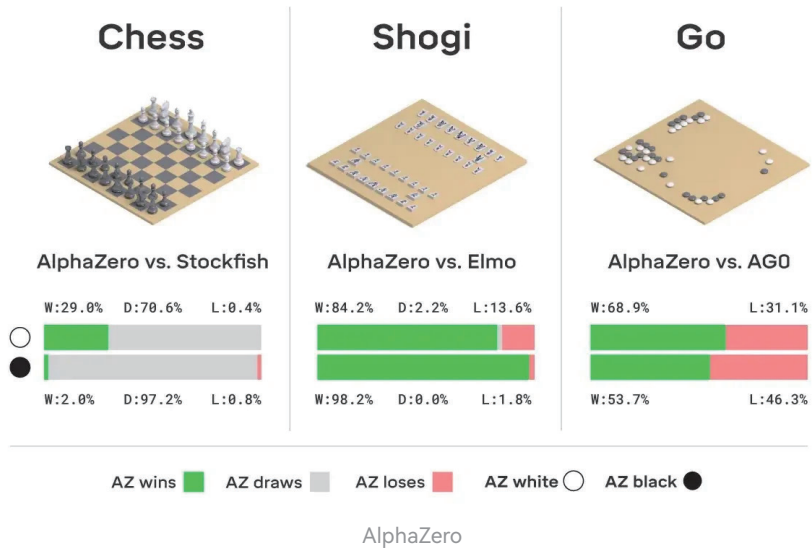 Chess
Shogi
Go
AlphaZero vs. Stockfish
AlphaZero vs. Elmo
AlphaZero vs. AG0
W:29.0% D:70.6% L:0.4%
W:84.2% D:2.2% L:13.6%
W:68.9% L:31.1%
W:2.0% D:97.2% L:0.8%
W:98.2% D:0.0% L:1.8%
W:53.7% L:46.3%
AZ wins AZ draws AZ loses AZ white AZ black
AlphaZero